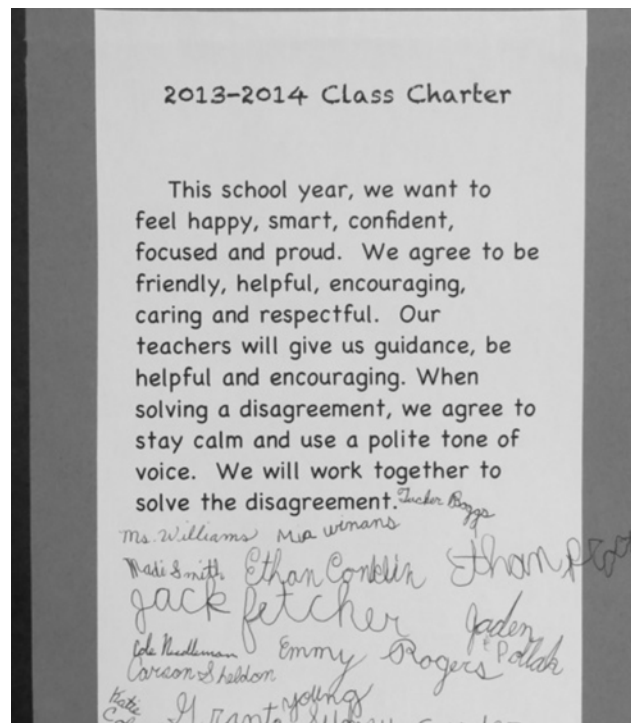 2013-2014 Class Charter
This school year, we want to
feel happy, smart, confident,
focused and proud. We agree to be
friendly, helpful, encouraging,
caring and respectful. Our
teachers will give us guidance, be
helpful and encouraging. When
solving a disagreement, we agree to
stay calm and use a polite tone of
voice. We will work together to
solve the disagreement. Tucker Boggs
Ms. Williams Mia Winans
Madi Smith Ethan Conklin
Jack fetcher Jaden
Cole Needleman Emmy Rogers Pollak
Carson Sheldon
Katie Grant young